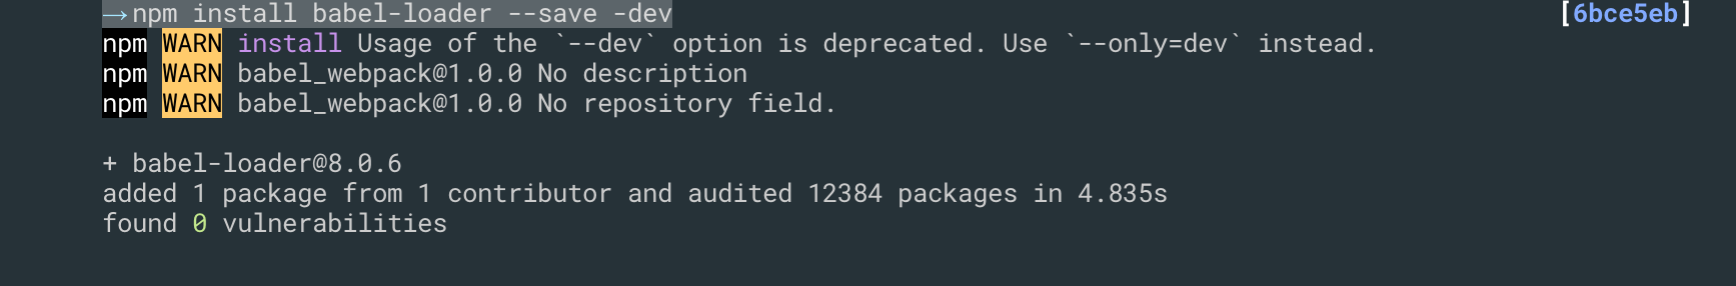 →npm install babel-loader --save -dev [6bce5eb]
npm WARN install Usage of the `--dev` option is deprecated. Use `--only=dev` instead.
npm WARN babel_webpack@1.0.0 No description
npm WARN babel_webpack@1.0.0 No repository field.
+ babel-loader@8.0.6
added 1 package from 1 contributor and audited 12384 packages in 4.835s
found 0 vulnerabilities